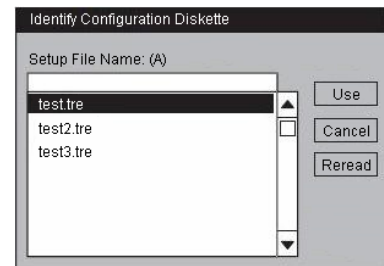 Identify Configuration Diskette
Setup File Name: (A)
test.tre
test2.tre
test3.tre
Use
Cancel
Reread